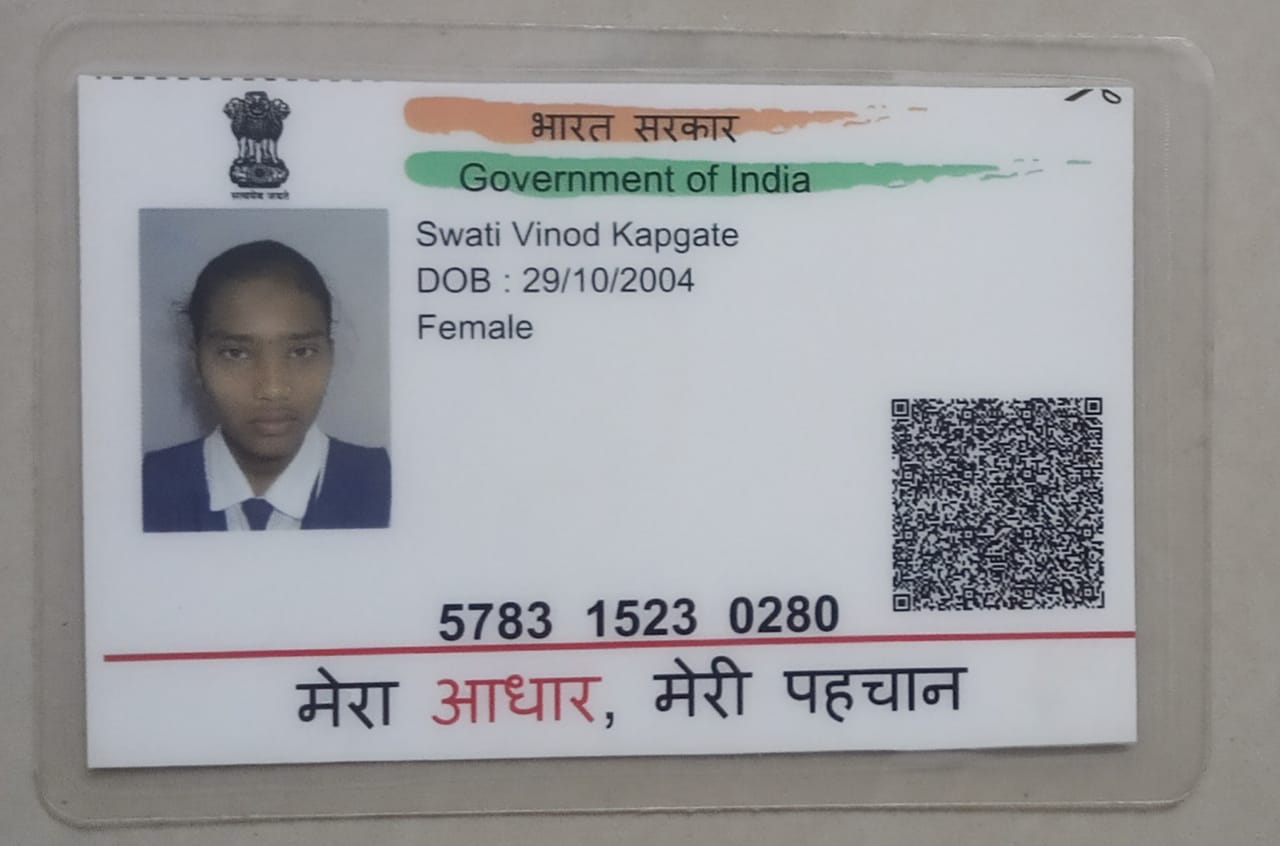 भारत सरकार
Government of India
सत्यमेव जयते
Swati Vinod Kapgate
DOB : 29/10/2004
Female
5783 1523 0280
मेरा आधार, मेरी पहचान